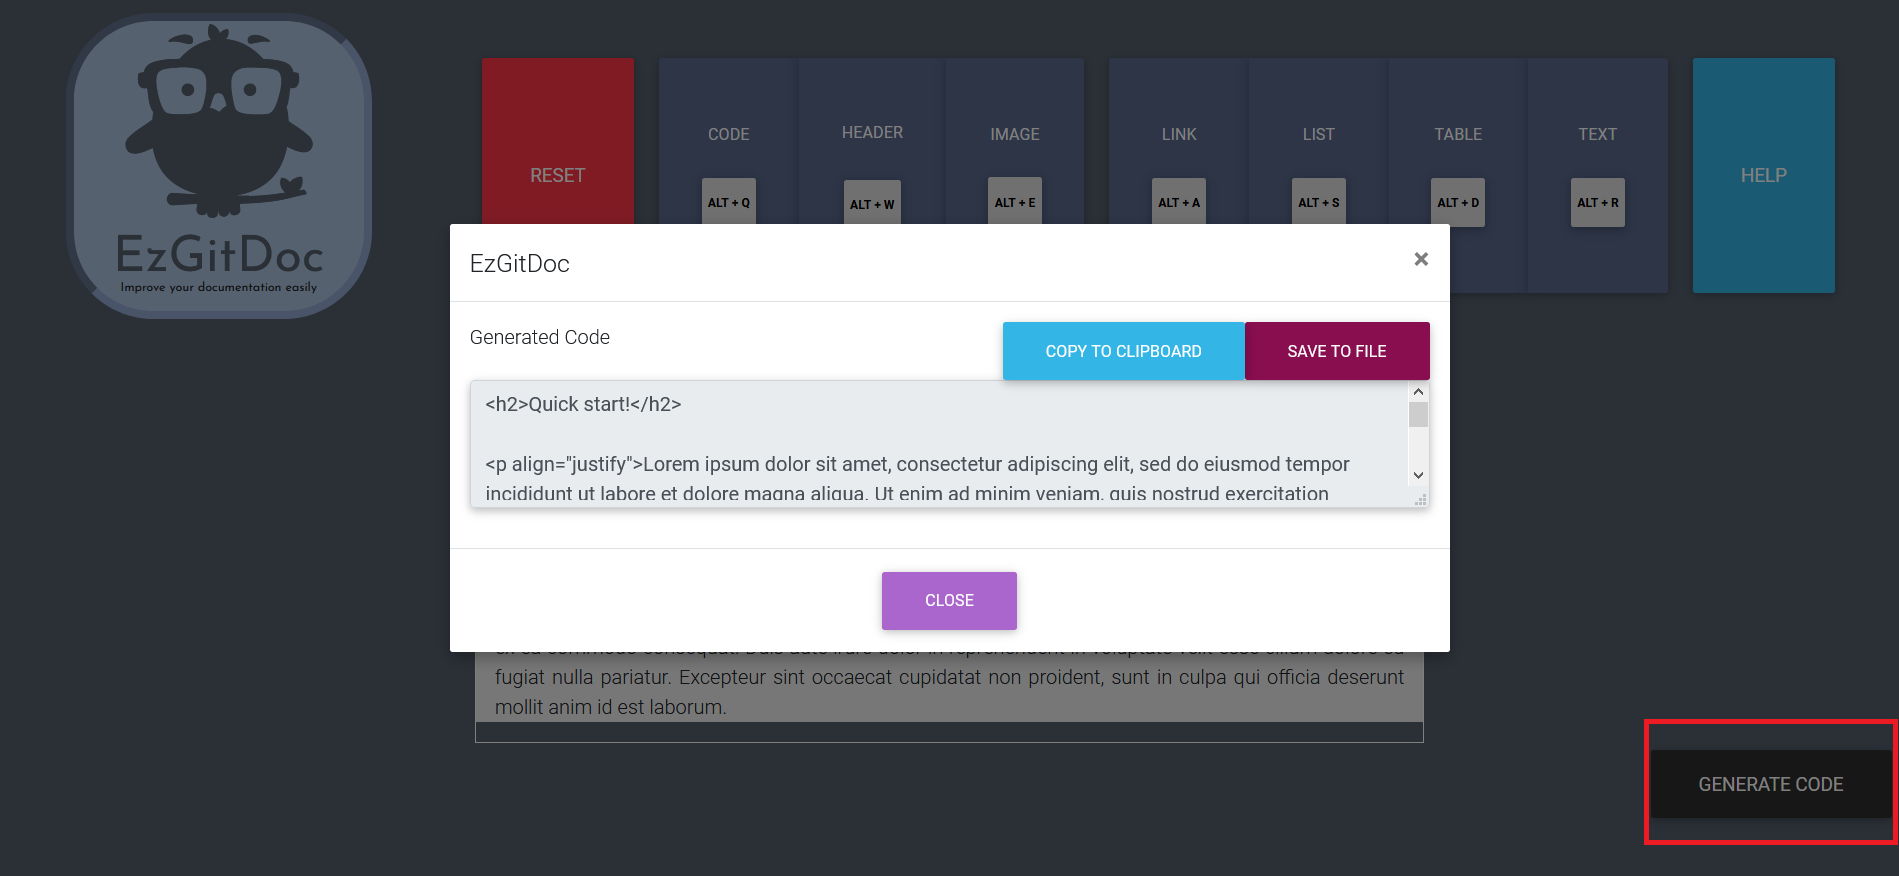 EzGitDoc
Improve your documentation easily
RESET
CODE
ALT + Q
HEADER
ALT + W
IMAGE
ALT + E
LINK
ALT + A
LIST
ALT + S
TABLE
ALT + D
TEXT
ALT + R
HELP
EzGitDoc
×
Generated Code
COPY TO CLIPBOARD
SAVE TO FILE
<h2>Quick start!</h2>
<p align="justify">Lorem ipsum dolor sit amet, consectetur adipiscing elit, sed do eiusmod tempor
incididunt ut labore et dolore magna aliqua. Ut enim ad minim veniam, quis nostrud exercitation
CLOSE
fugiat nulla pariatur. Excepteur sint occaecat cupidatat non proident, sunt in culpa qui officia deserunt
mollit anim id est laborum.
GENERATE CODE